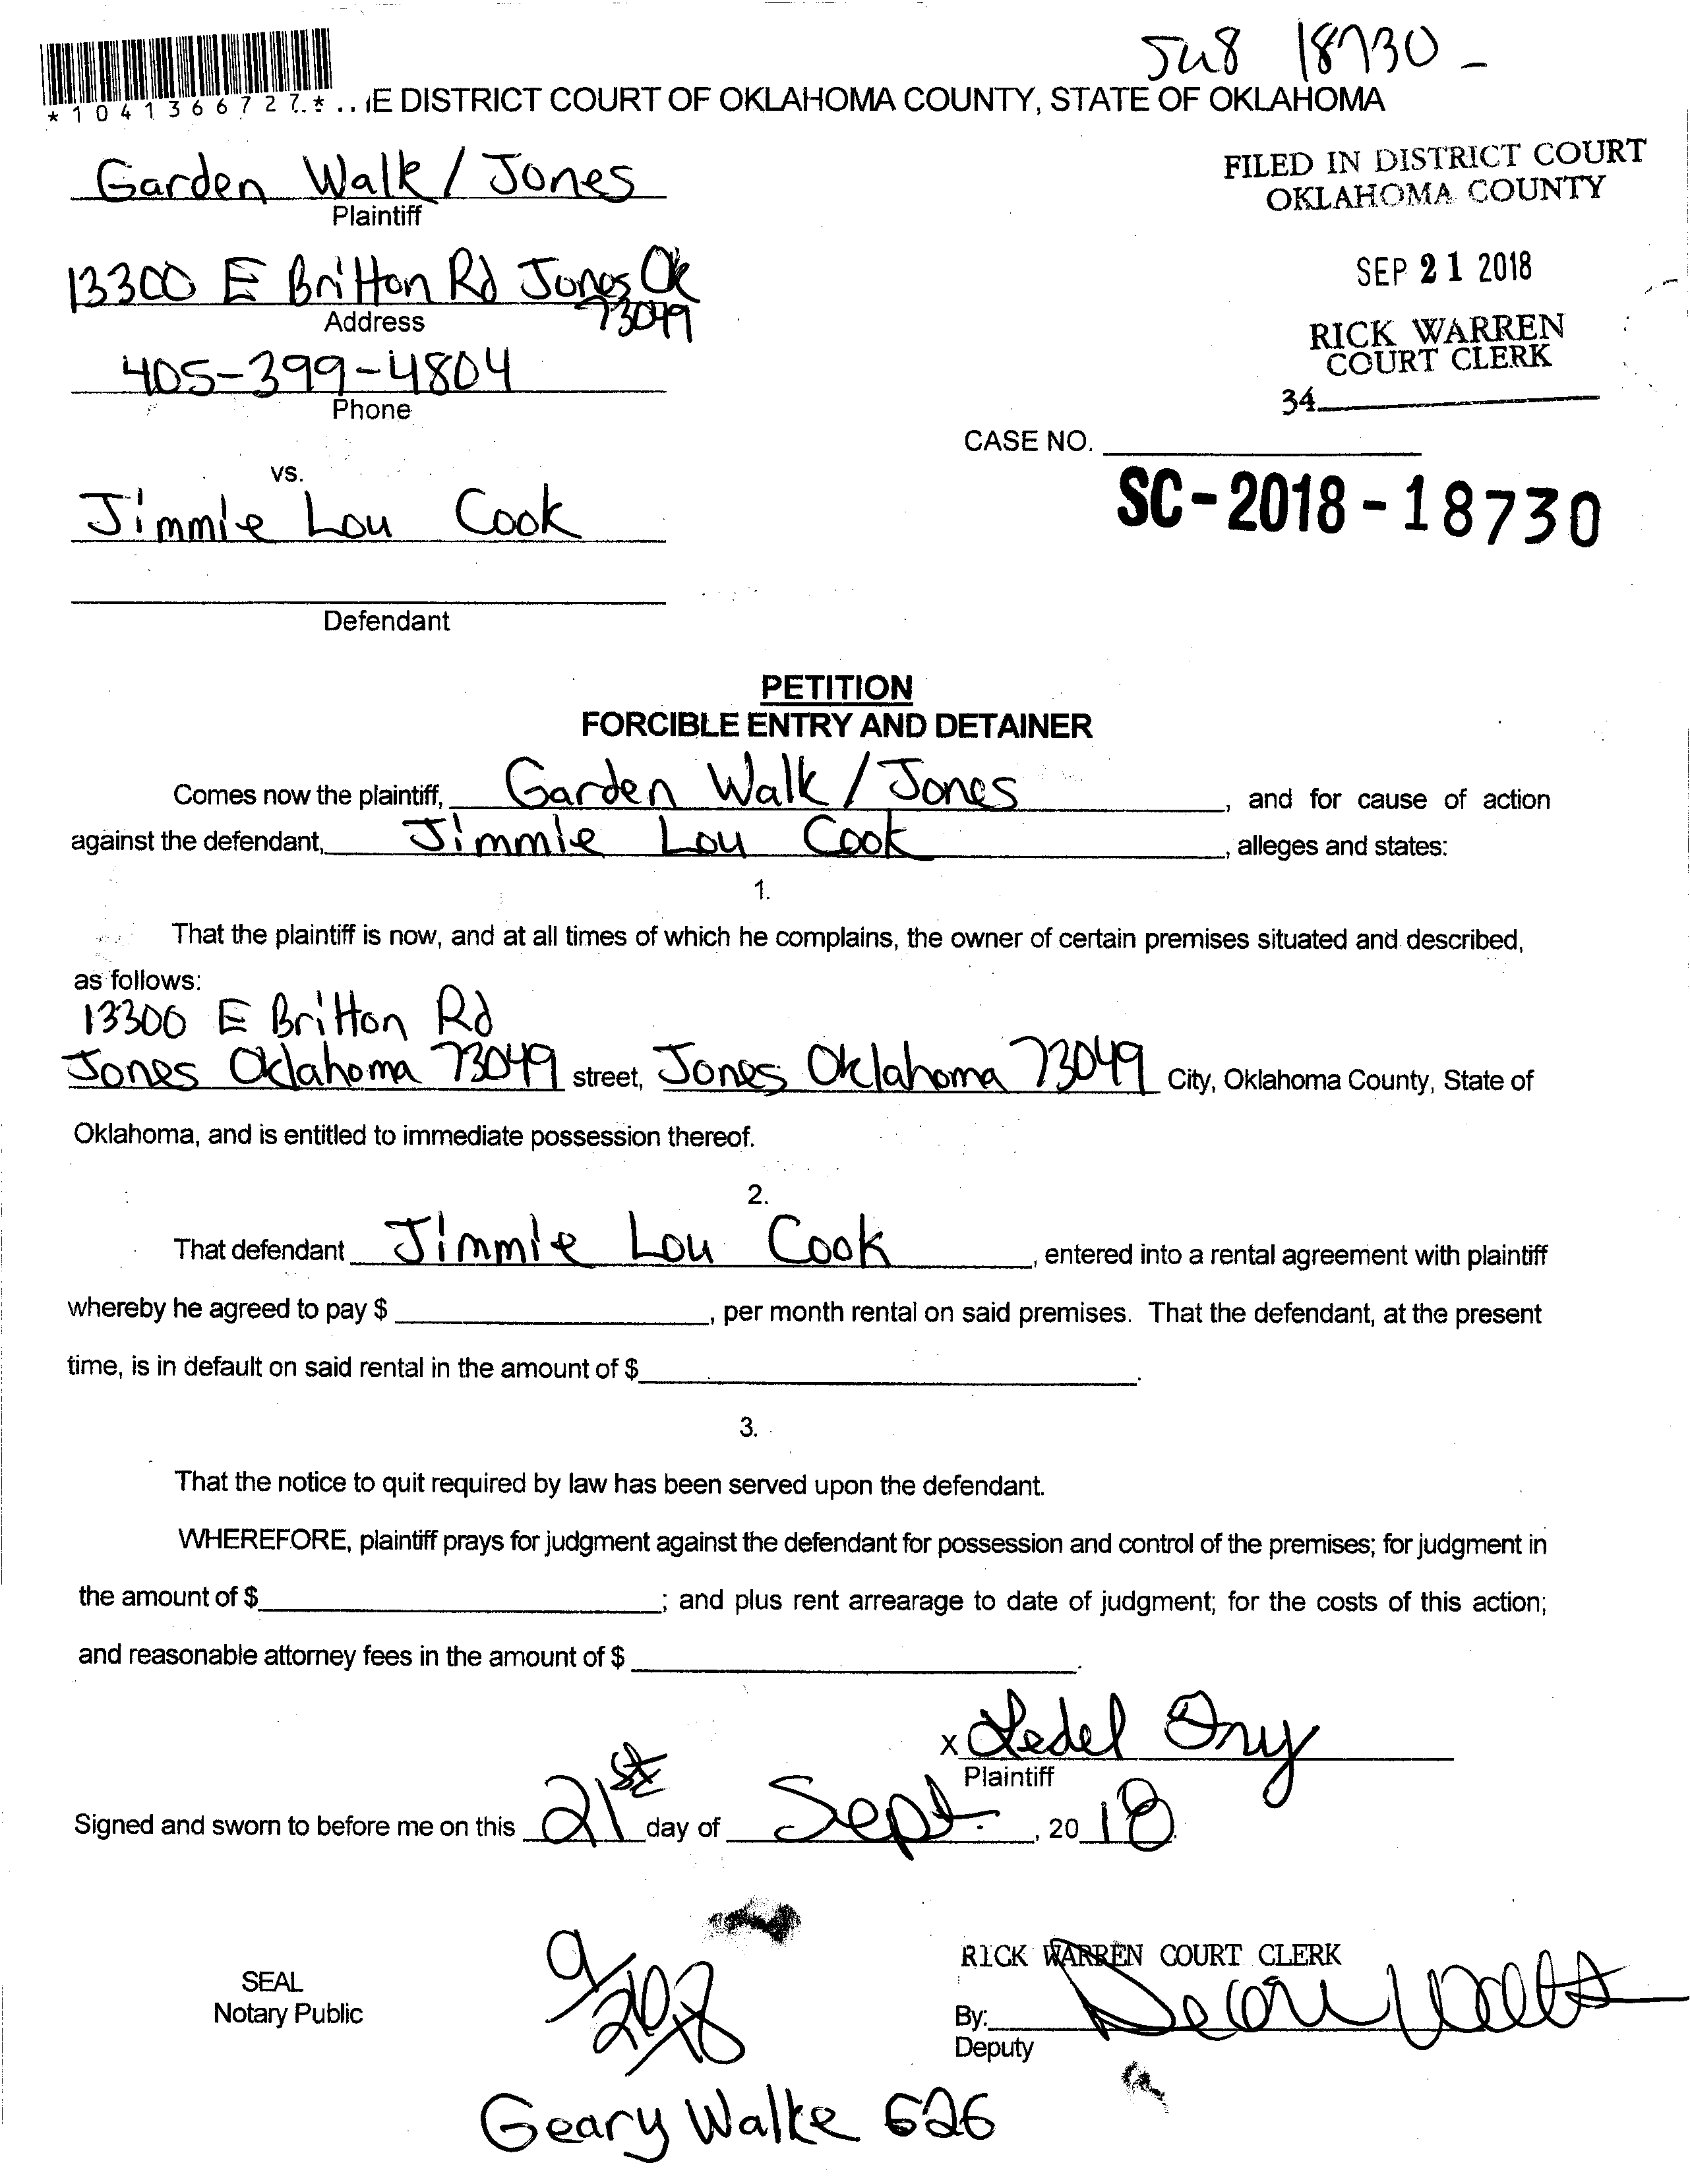 Ju8 18730 -
*1041366727* ..IE DISTRICT COURT OF OKLAHOMA COUNTY, STATE OF OKLAHOMA
Garden Walk / Jones
Plaintiff
FILED IN DISTRICT COURT
OKLAHOMA COUNTY
13300 E Britton Rd Jones Ok
73049
Address
SEP 21 2018
RICK WARREN
COURT CLERK
34
405-399-4804
Phone
CASE NO.
SC-2018-18730
vs.
Jimmie Lou Cook
Defendant
PETITION
FORCIBLE ENTRY AND DETAINER
Comes now the plaintiff, Garden Walk / Jones, and for cause of action
against the defendant, Jimmie Lou Cook, alleges and states:
1.
That the plaintiff is now, and at all times of which he complains, the owner of certain premises situated and described,
as follows:
13300 E Britton Rd
Jones Oklahoma 73049 street, Jones Oklahoma 73049 City, Oklahoma County, State of
Oklahoma, and is entitled to immediate possession thereof.
2.
That defendant Jimmie Lou Cook, entered into a rental agreement with plaintiff
whereby he agreed to pay $ , per month rental on said premises. That the defendant, at the present
time, is in default on said rental in the amount of $ .
3.
That the notice to quit required by law has been served upon the defendant.
WHEREFORE, plaintiff prays for judgment against the defendant for possession and control of the premises; for judgment in
the amount of $ ; and plus rent arrearage to date of judgment; for the costs of this action;
and reasonable attorney fees in the amount of $ .
x Ledel
Plaintiff
Signed and sworn to before me on this 21st day of Sept. , 20 18.
SEAL
Notary Public
RICK WARREN COURT CLERK
By:
Deputy
Geary Walke 626